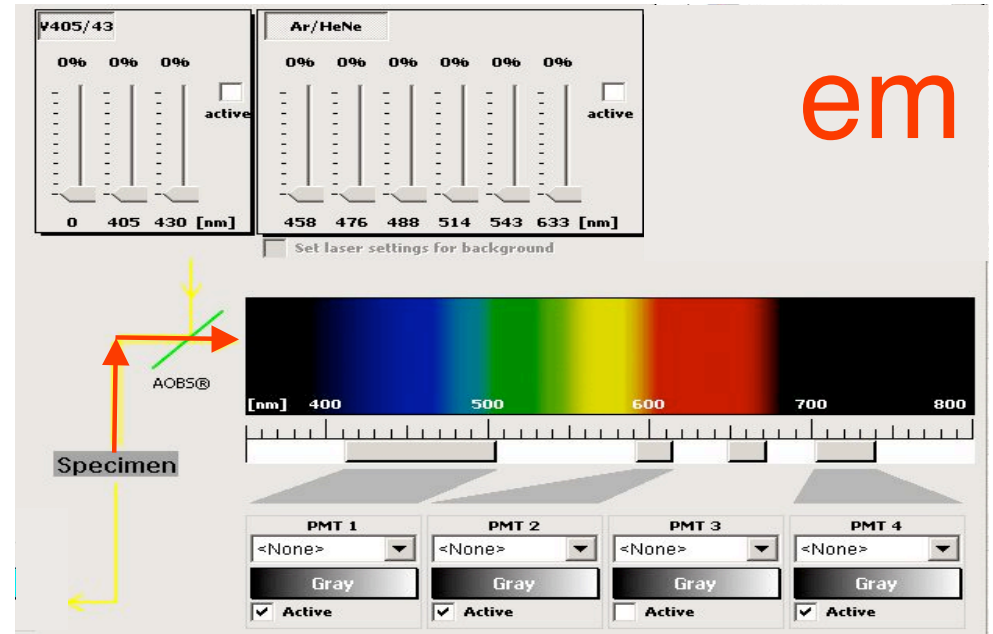 V405/43
0% 0% 0%
active
0 405 430 [nm]
Ar/HeNe
0% 0% 0% 0% 0% 0%
active
458 476 488 514 543 633 [nm]
Set laser settings for background
em
AOBS®
Specimen
[nm] 400 500 600 700 800
PMT 1
<None>
Gray
Active
PMT 2
<None>
Gray
Active
PMT 3
<None>
Gray
Active
PMT 4
<None>
Gray
Active